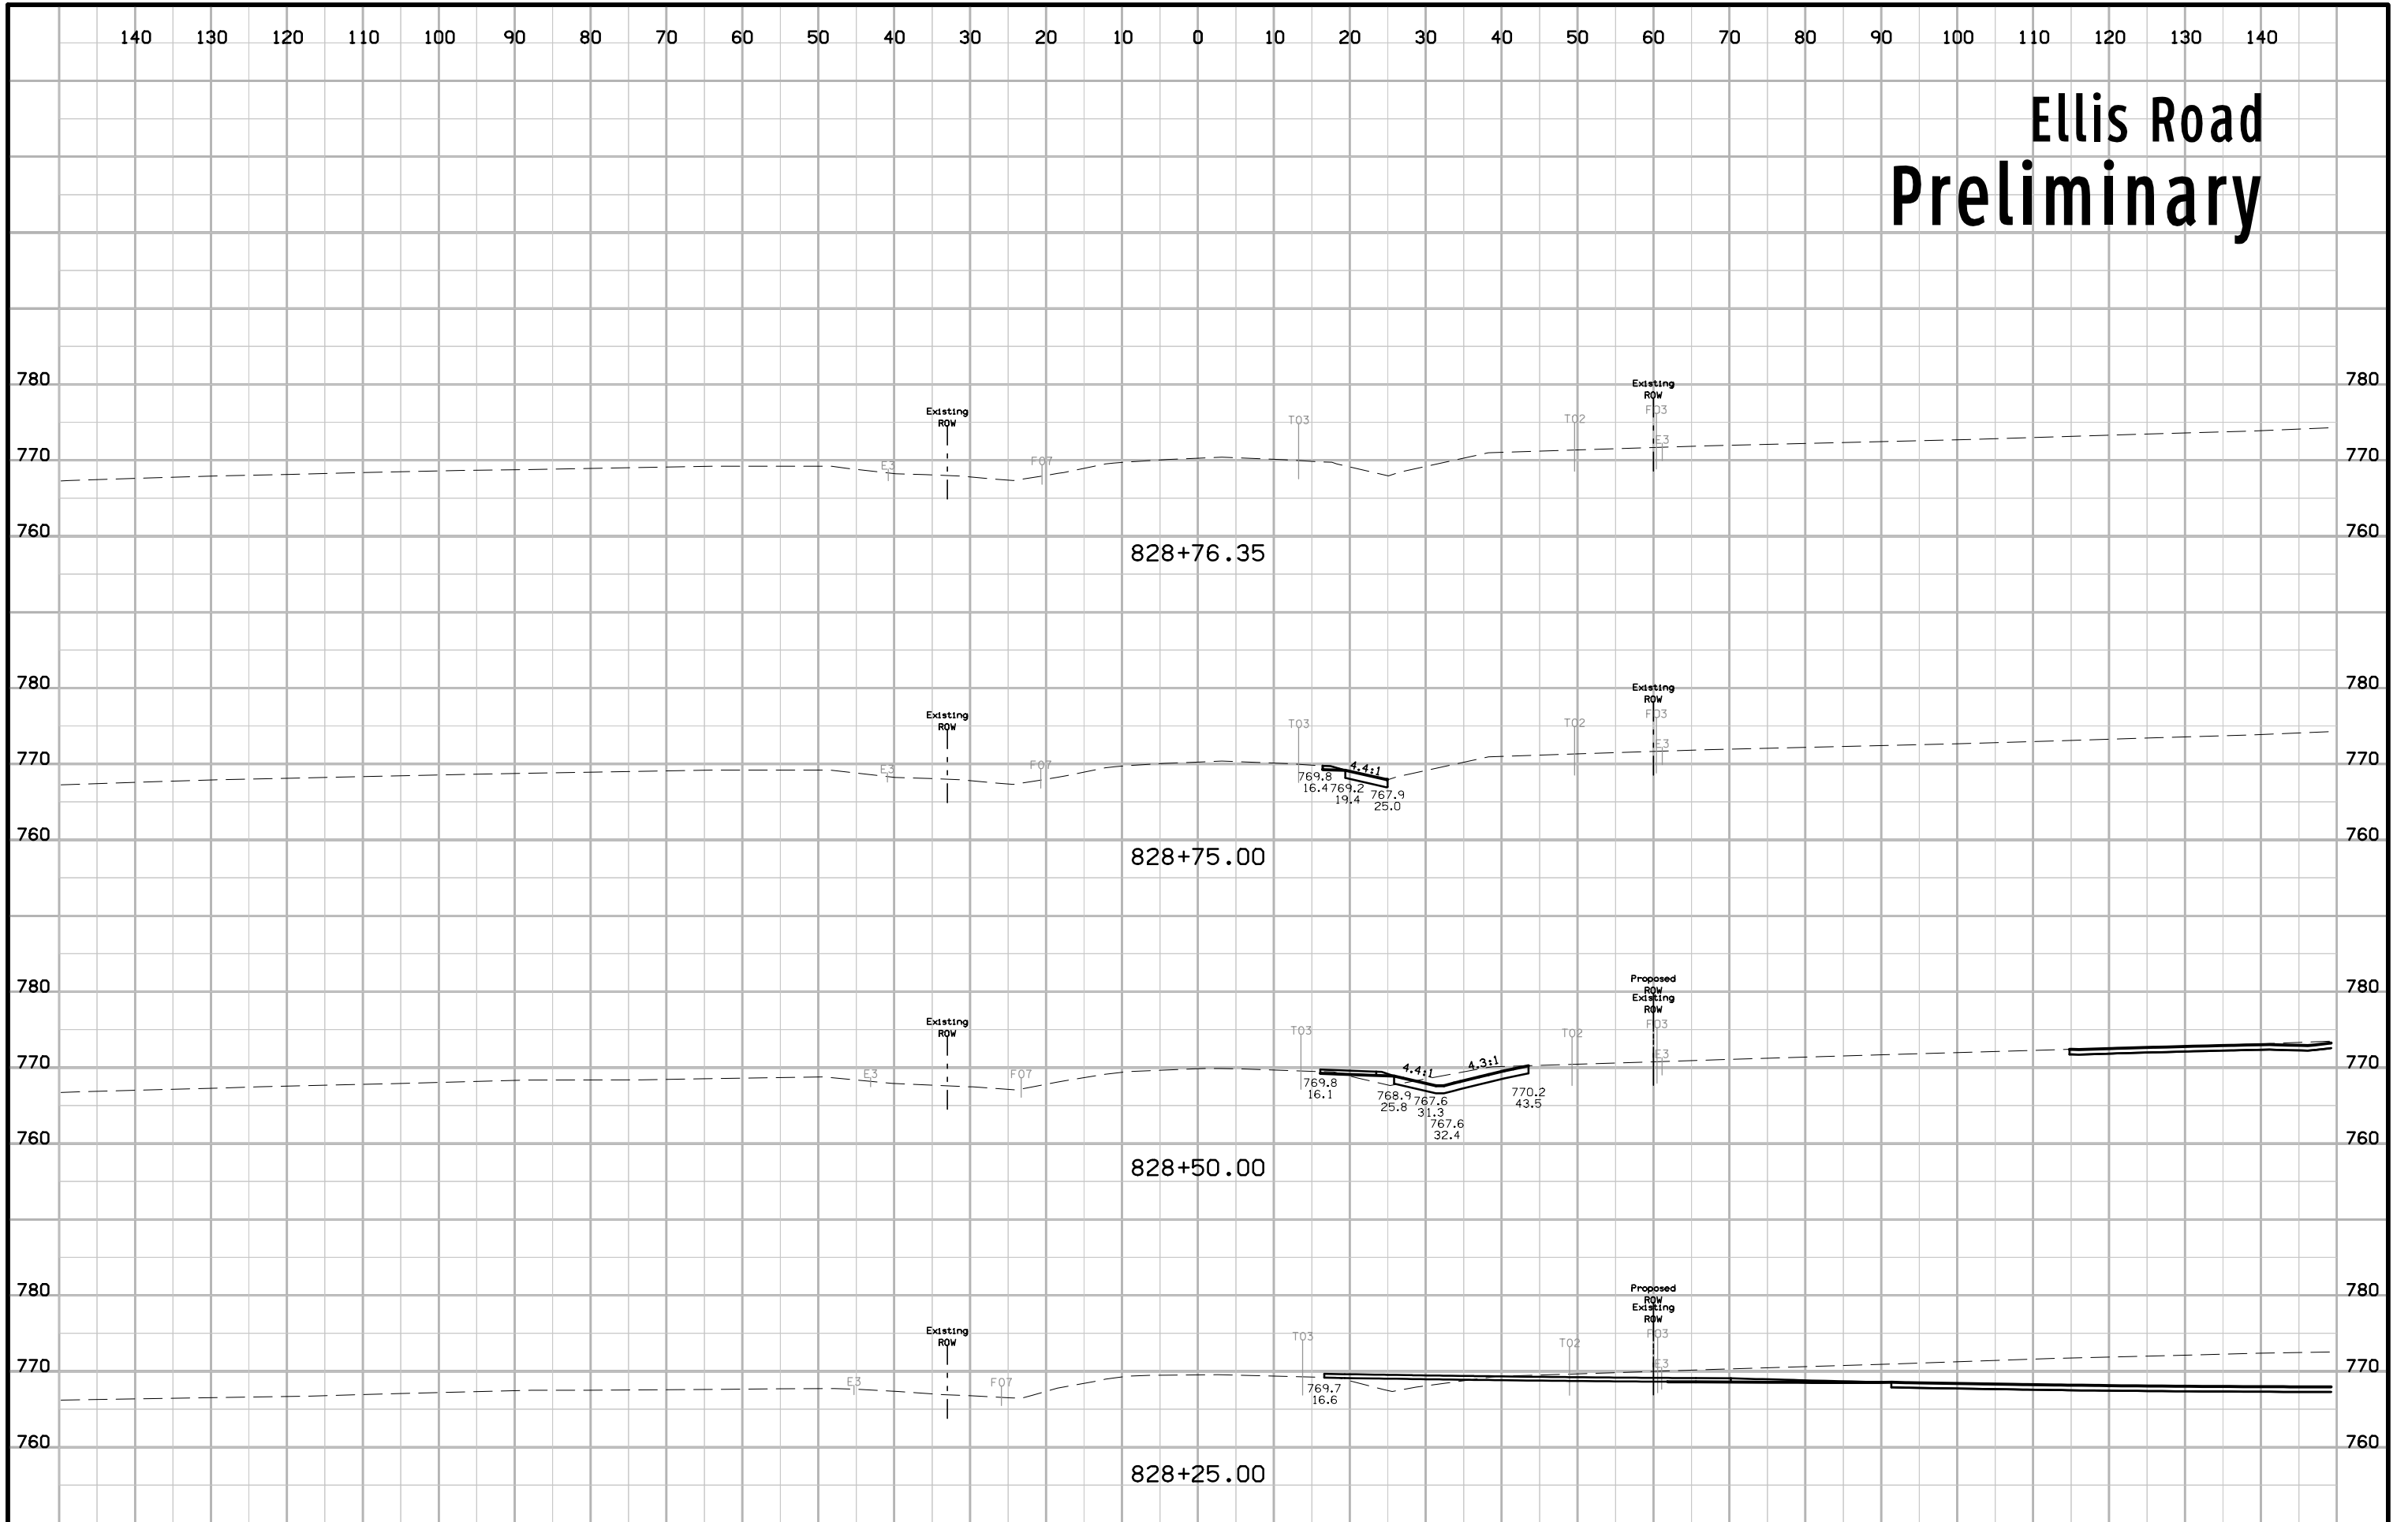 140 130 120 110 100 90 80 70 60 50 40 30 20 10 0 10 20 30 40 50 60 70 80 90 100 110 120 130 140
Ellis Road
Preliminary
780 780
Existing
ROW
F03
Existing
ROW
T03 T02
E3
770 770
E3 F07
760 760
828+76.35
780 780
Existing
ROW
F03
Existing
ROW
T03 T02
E3
770 770
E3 F07
4.4:1
769.8
16.4
769.2
19.4
767.9
25.0
760 760
828+75.00
Proposed
ROW
780 780
Existing
ROW
F03
Existing
ROW
T03 T02
E3
770 770
E3 F07
4.4:1 4.3:1
769.8
16.1
768.9
25.8
767.6
31.3
767.6
32.4
770.2
43.5
760 760
828+50.00
Proposed
ROW
780 780
Existing
ROW
F03
Existing
ROW
T03 T02
E3
770 770
E3 F07
769.7
16.6
760 760
828+25.00